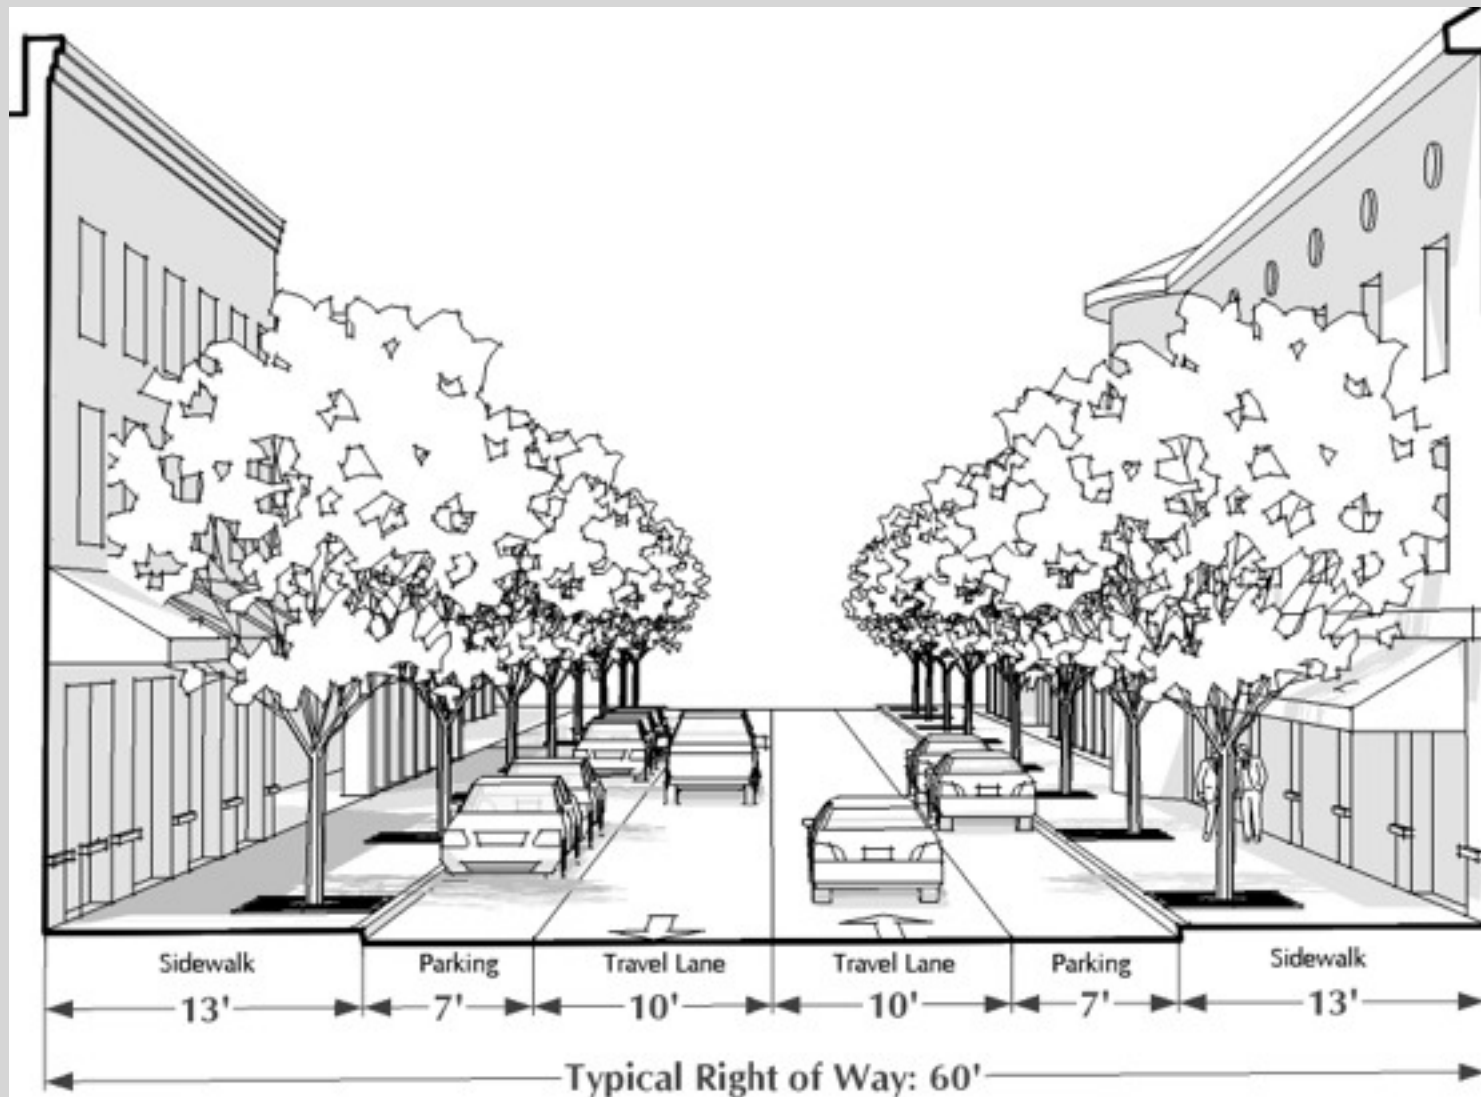 Sidewalk Parking Travel Lane Travel Lane Parking Sidewalk
13' 7' 10' 10' 7' 13'
Typical Right of Way: 60'